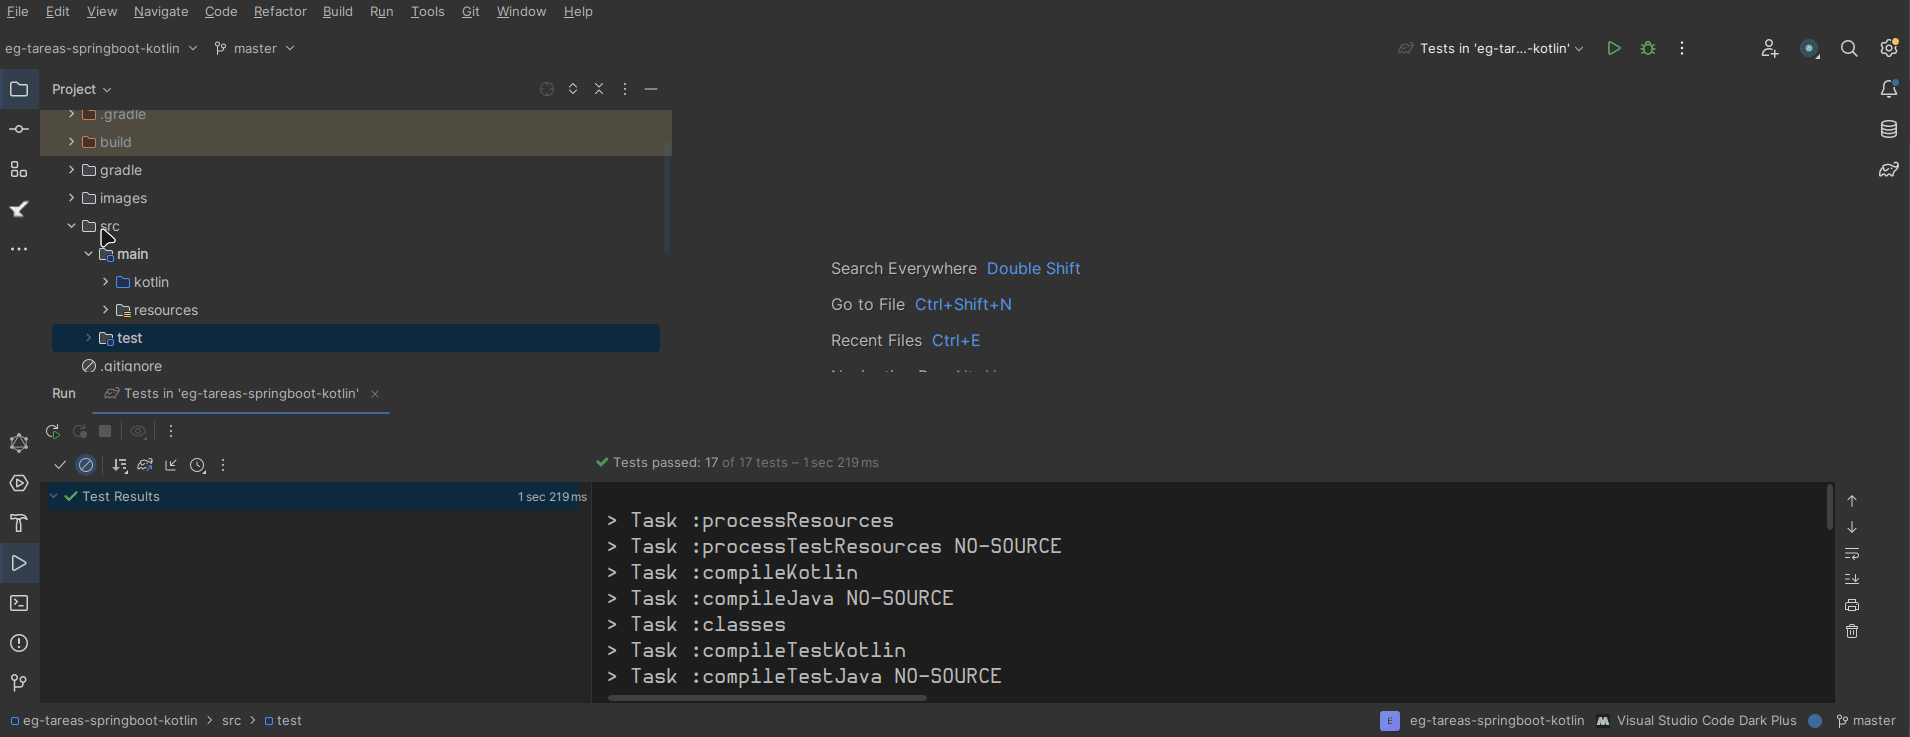 File Edit View Navigate Code Refactor Build Run Tools Git Window Help
eg-tareas-springboot-kotlin master Tests in 'eg-tar...-kotlin'
Project
.gradle
build
gradle
images
src
main
kotlin
resources
test
.gitignore
Search Everywhere Double Shift
Go to File Ctrl+Shift+N
Recent Files Ctrl+E
Run Tests in 'eg-tareas-springboot-kotlin'
Tests passed: 17 of 17 tests – 1 sec 219 ms
Test Results 1 sec 219 ms
> Task :processResources
> Task :processTestResources NO-SOURCE
> Task :compileKotlin
> Task :compileJava NO-SOURCE
> Task :classes
> Task :compileTestKotlin
> Task :compileTestJava NO-SOURCE
eg-tareas-springboot-kotlin > src > test E eg-tareas-springboot-kotlin Visual Studio Code Dark Plus master